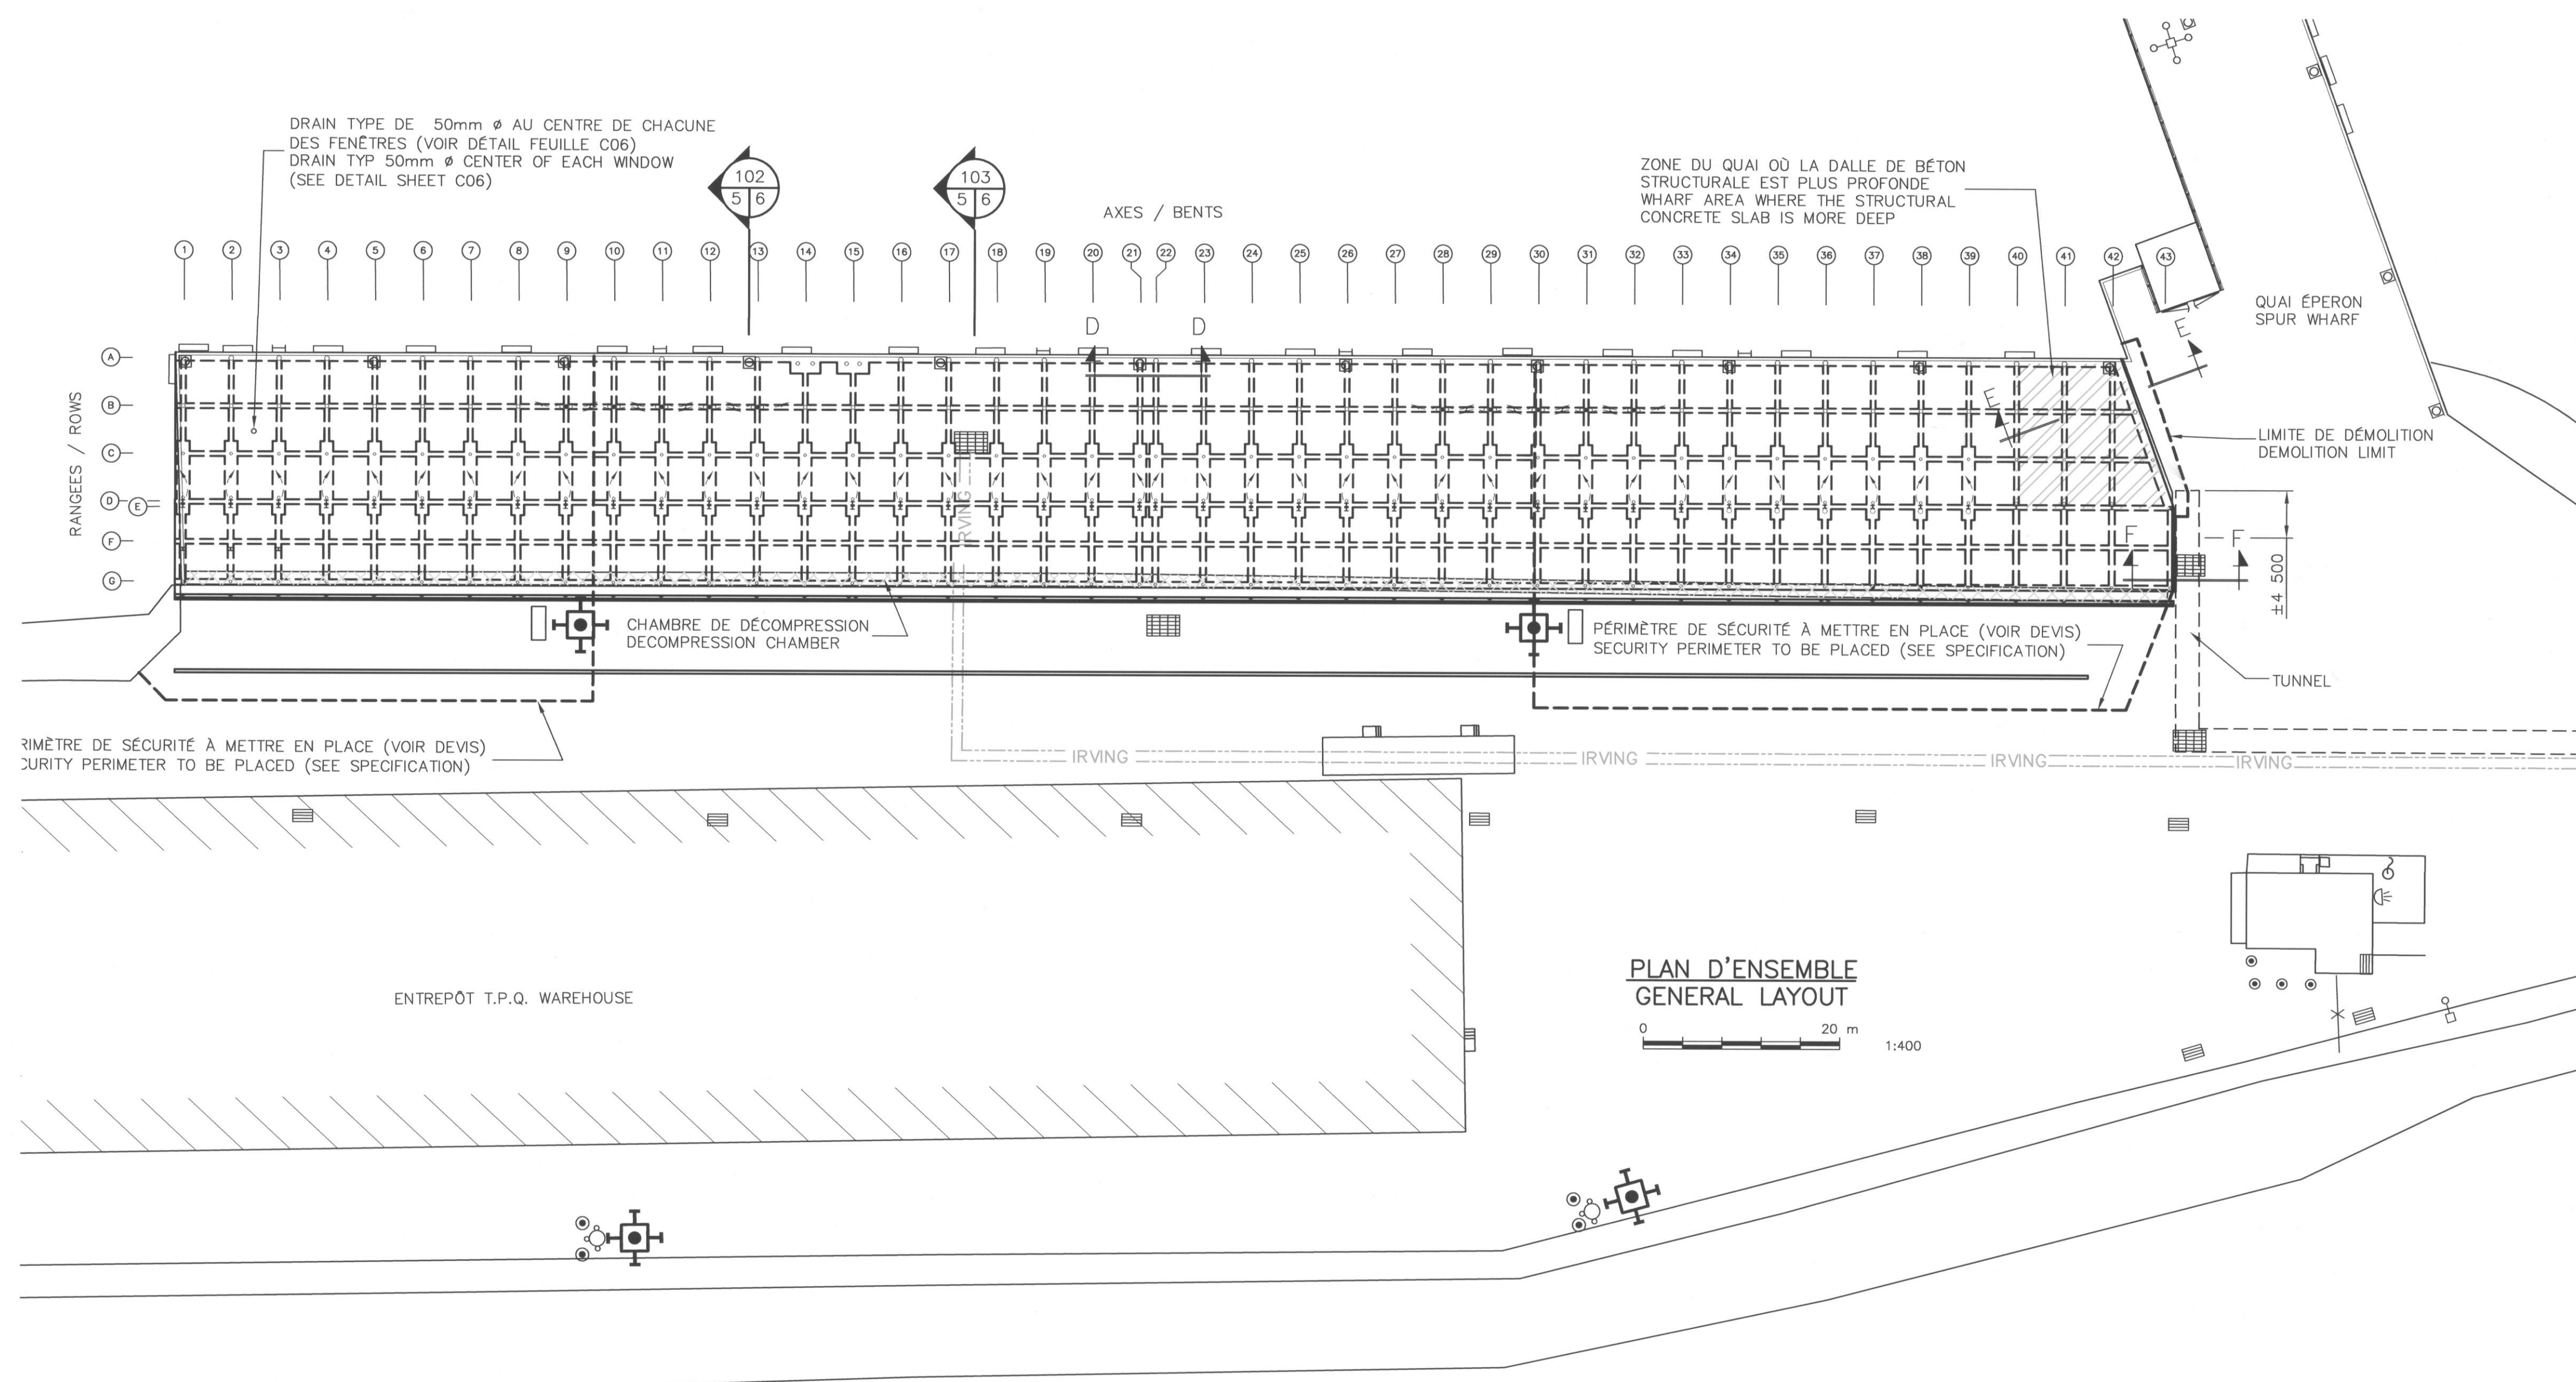 DRAIN TYPE DE 50mm ø AU CENTRE DE CHACUNE
DES FENÊTRES (VOIR DÉTAIL FEUILLE C06)
DRAIN TYP 50mm ø CENTER OF EACH WINDOW
(SEE DETAIL SHEET C06)
102
5 6
103
5 6
AXES / BENTS
ZONE DU QUAI OÙ LA DALLE DE BÉTON
STRUCTURALE EST PLUS PROFONDE
WHARF AREA WHERE THE STRUCTURAL
CONCRETE SLAB IS MORE DEEP
1 2 3 4 5 6 7 8 9 10 11 12 13 14 15 16 17 18 19 20 21 22 23 24 25 26 27 28 29 30 31 32 33 34 35 36 37 38 39 40 41 42 43
QUAI ÉPERON
SPUR WHARF
D D
E
E
RANGEES / ROWS
A
B
C
D
E
F
G
LIMITE DE DÉMOLITION
DEMOLITION LIMIT
IRVING
F F
±4 500
CHAMBRE DE DÉCOMPRESSION
DECOMPRESSION CHAMBER
PÉRIMÈTRE DE SÉCURITÉ À METTRE EN PLACE (VOIR DEVIS)
SECURITY PERIMETER TO BE PLACED (SEE SPECIFICATION)
TUNNEL
RIMÈTRE DE SÉCURITÉ À METTRE EN PLACE (VOIR DEVIS)
CURITY PERIMETER TO BE PLACED (SEE SPECIFICATION)
IRVING IRVING IRVING IRVING
ENTREPÔT T.P.Q. WAREHOUSE
PLAN D'ENSEMBLE
GENERAL LAYOUT
0 20 m
1:400